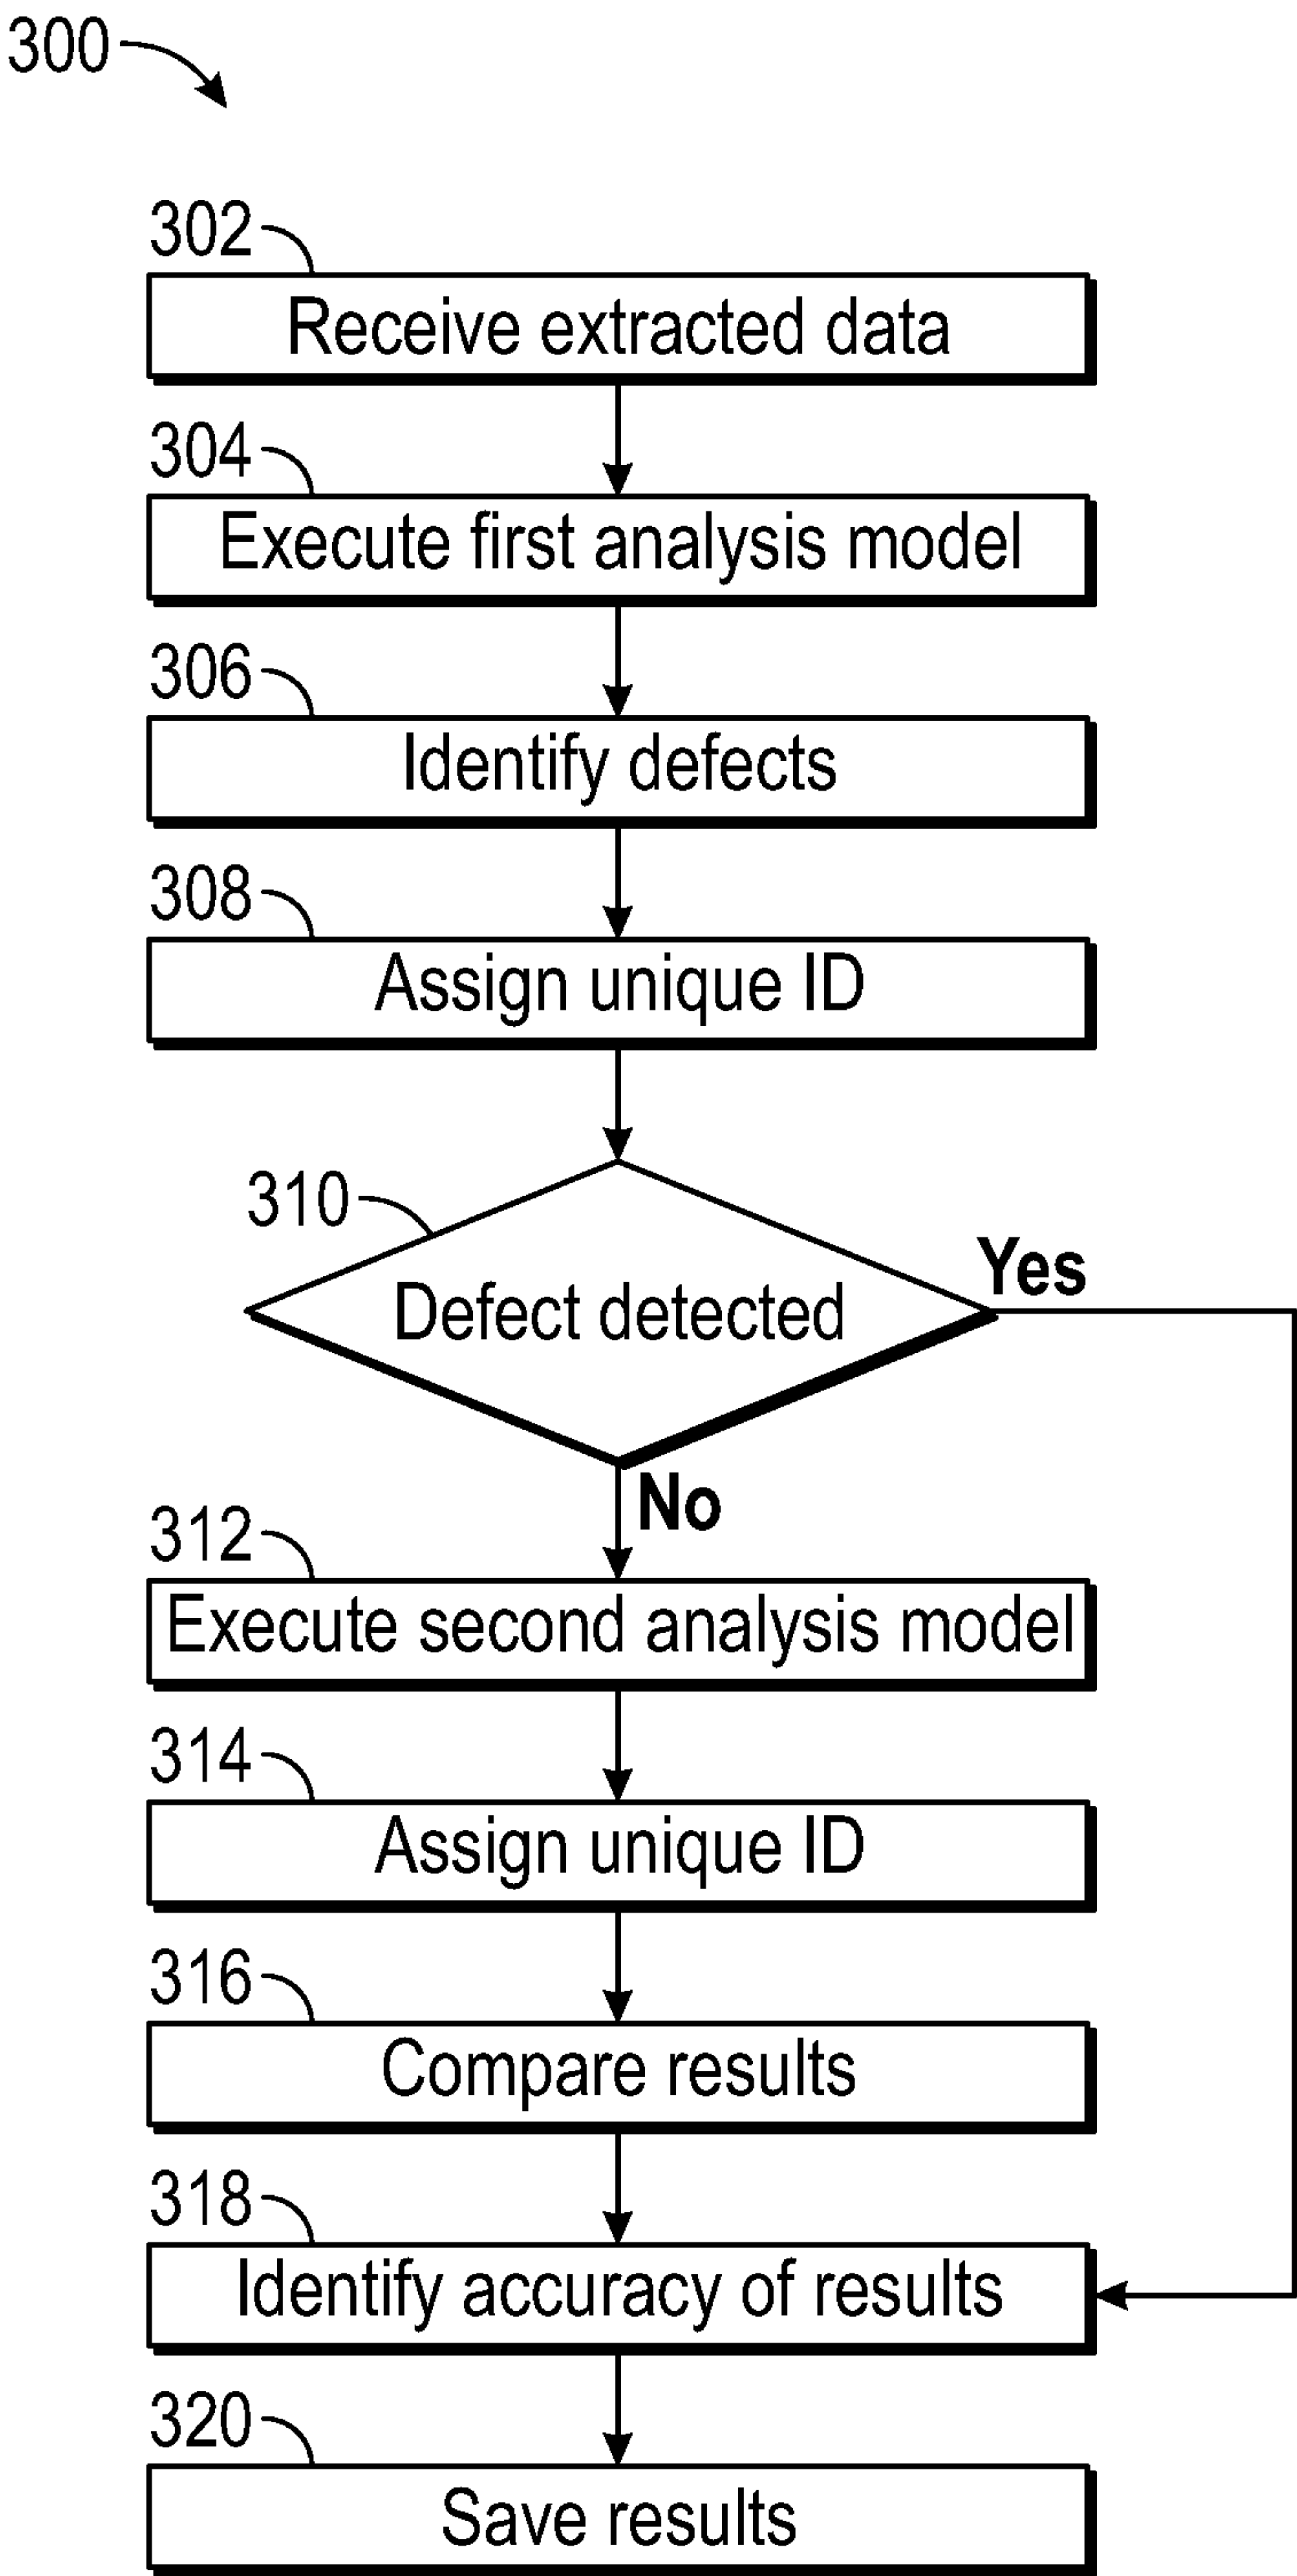 300
302
Receive extracted data
304
Execute first analysis model
306
Identify defects
308
Assign unique ID
310
Defect detected
Yes
No
312
Execute second analysis model
314
Assign unique ID
316
Compare results
318
Identify accuracy of results
320
Save results